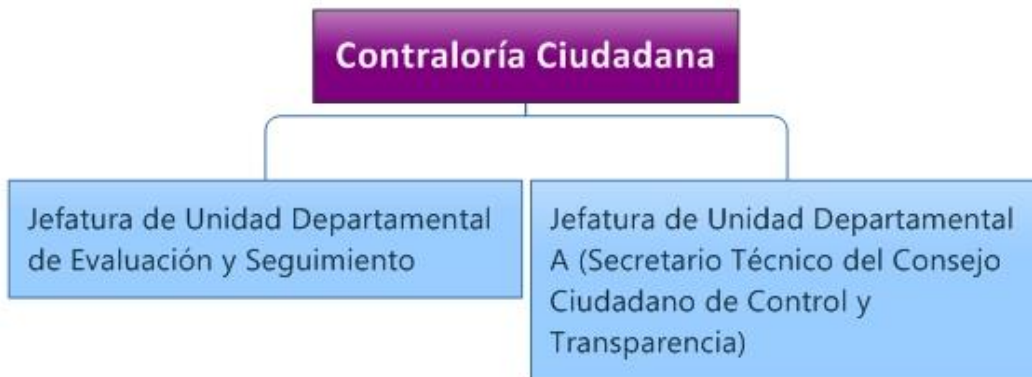 Contraloría Ciudadana
Jefatura de Unidad Departamental
de Evaluación y Seguimiento
Jefatura de Unidad Departamental
A (Secretario Técnico del Consejo
Ciudadano de Control y
Transparencia)